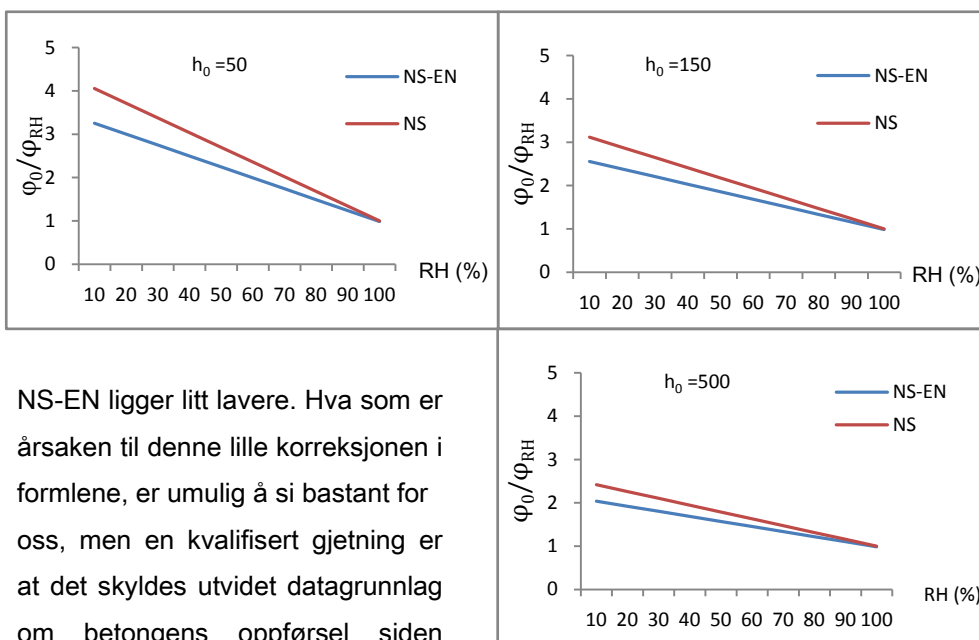 h₀ =50
5
4
3
2
1
0
φ₀/φRH
NS-EN
NS
RH (%)
10 20 30 40 50 60 70 80 90 100
h₀ =150
5
4
3
2
1
0
φ₀/φRH
NS-EN
NS
RH (%)
10 20 30 40 50 60 70 80 90 100
NS-EN ligger litt lavere. Hva som er
årsaken til denne lille korreksjonen i
formlene, er umulig å si bastant for
oss, men en kvalifisert gjetning er
at det skyldes utvidet datagrunnlag
om betongens oppførsel siden
h₀ =500
5
4
3
2
1
0
φ₀/φRH
NS-EN
NS
RH (%)
10 20 30 40 50 60 70 80 90 100